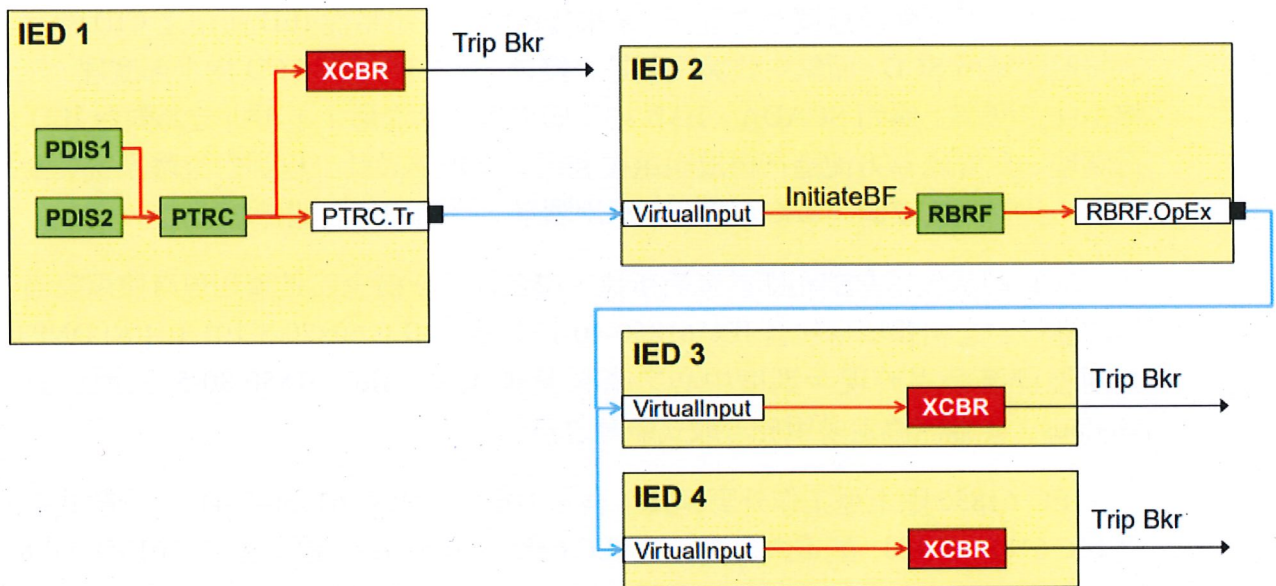 IED 1
XCBR
Trip Bkr
PDIS1
PDIS2
PTRC
PTRC.Tr
IED 2
VirtualInput
InitiateBF
RBRF
RBRF.OpEx
IED 3
VirtualInput
XCBR
Trip Bkr
IED 4
VirtualInput
XCBR
Trip Bkr